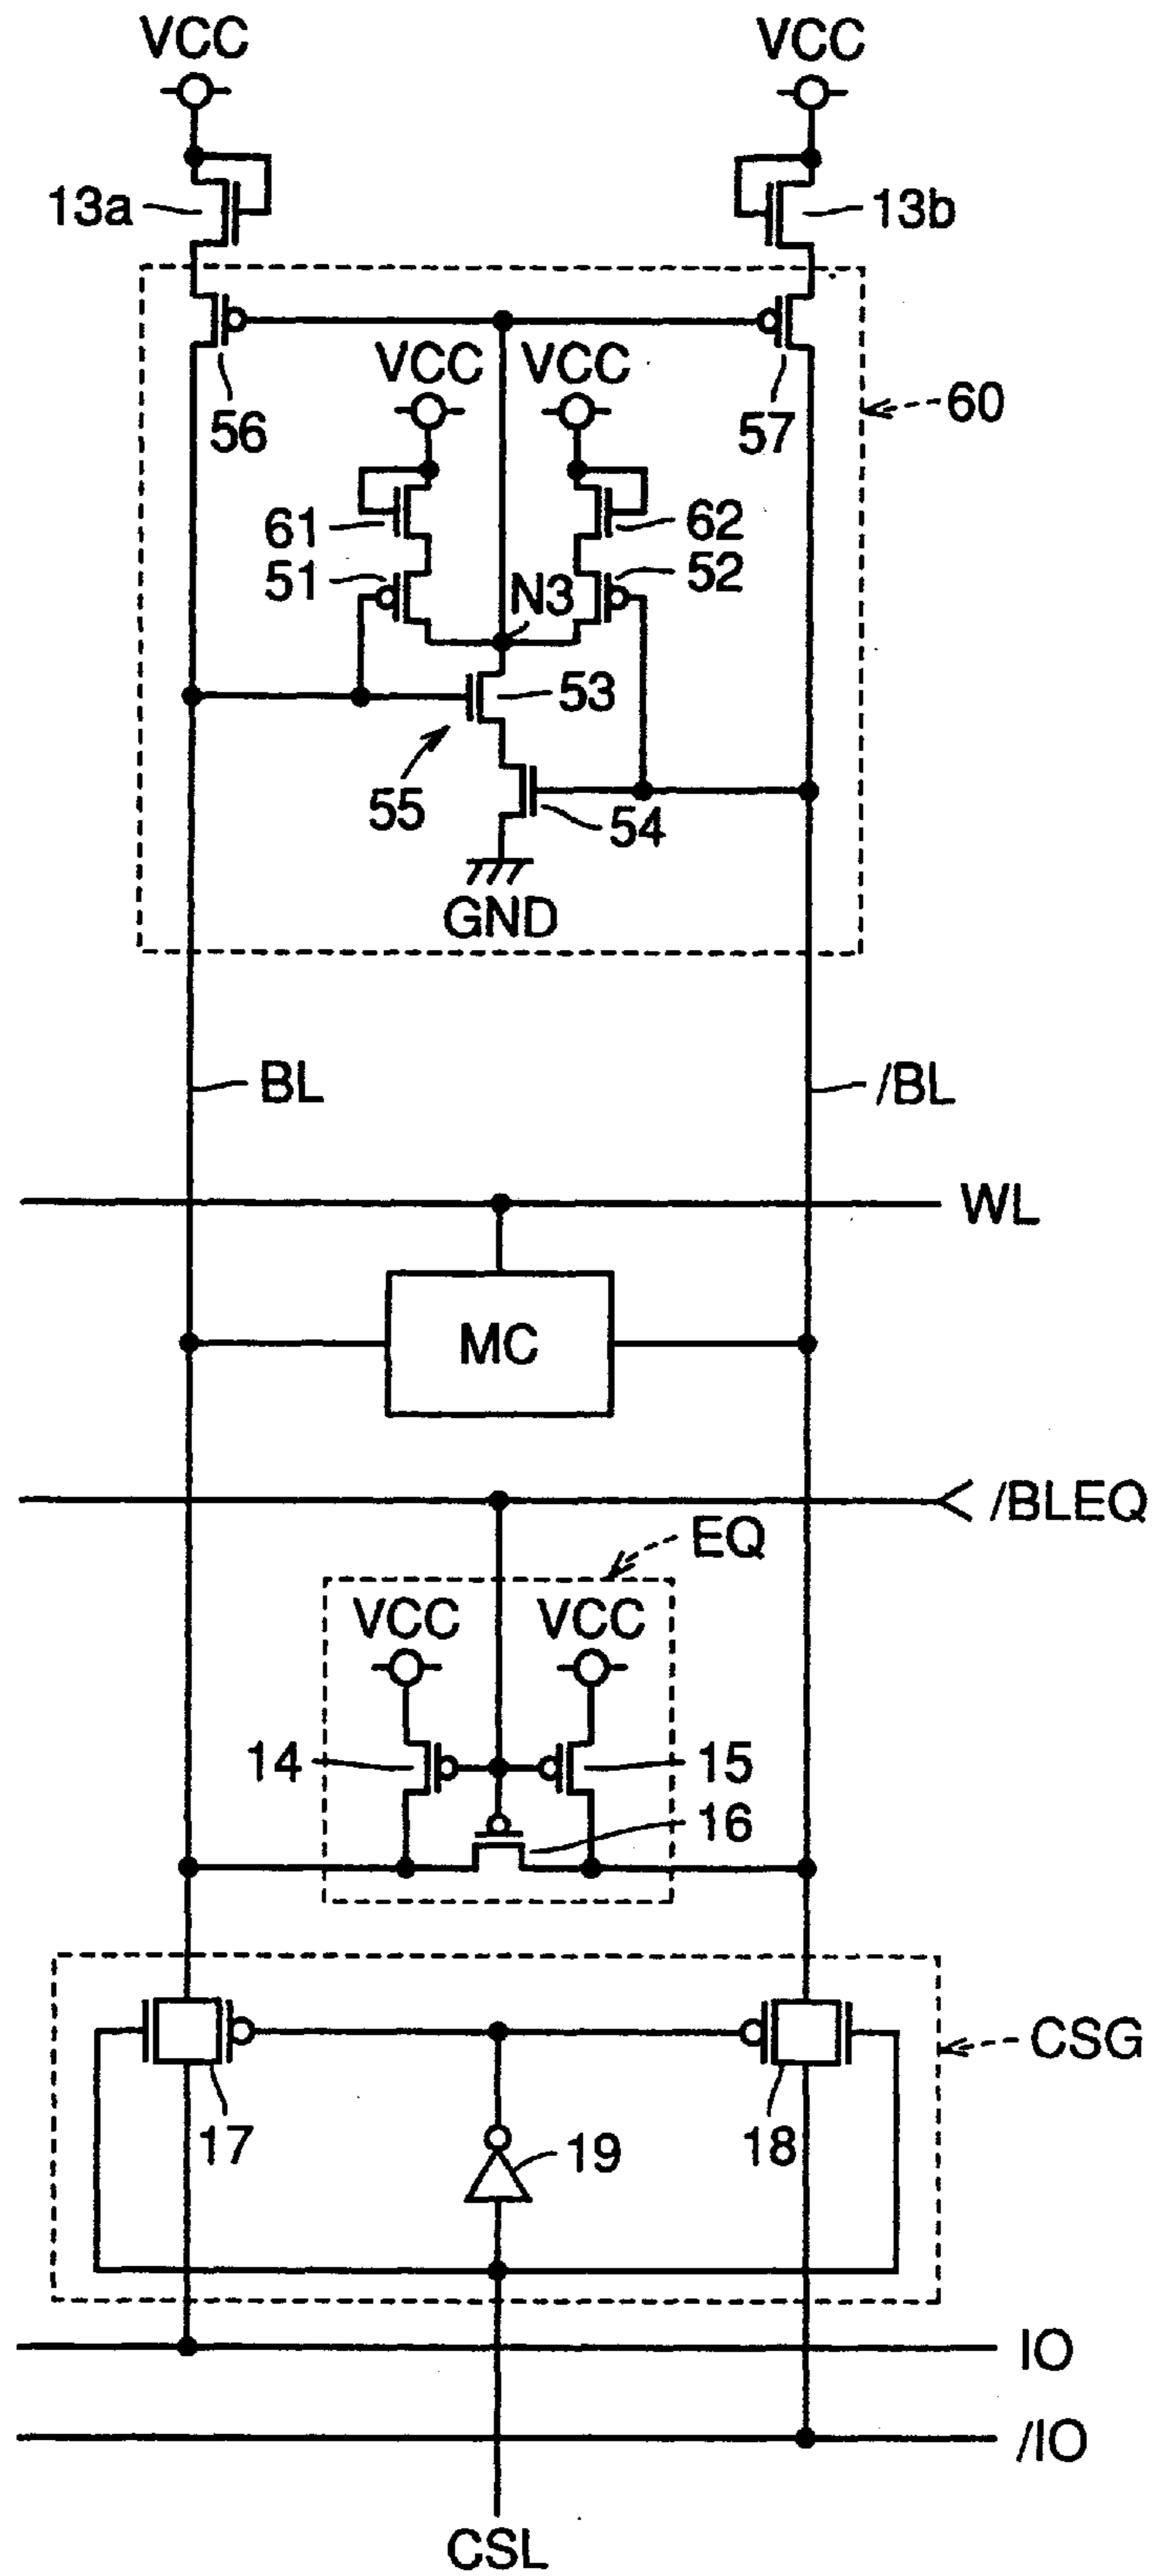 VCC VCC
13a 13b
VCC VCC
56 57 60
61 62
51 52
N3
53
55 54
GND
BL /BL
WL
MC
/BLEQ
EQ
VCC VCC
14 15
16
CSG
17 19 18
IO
/IO
CSL